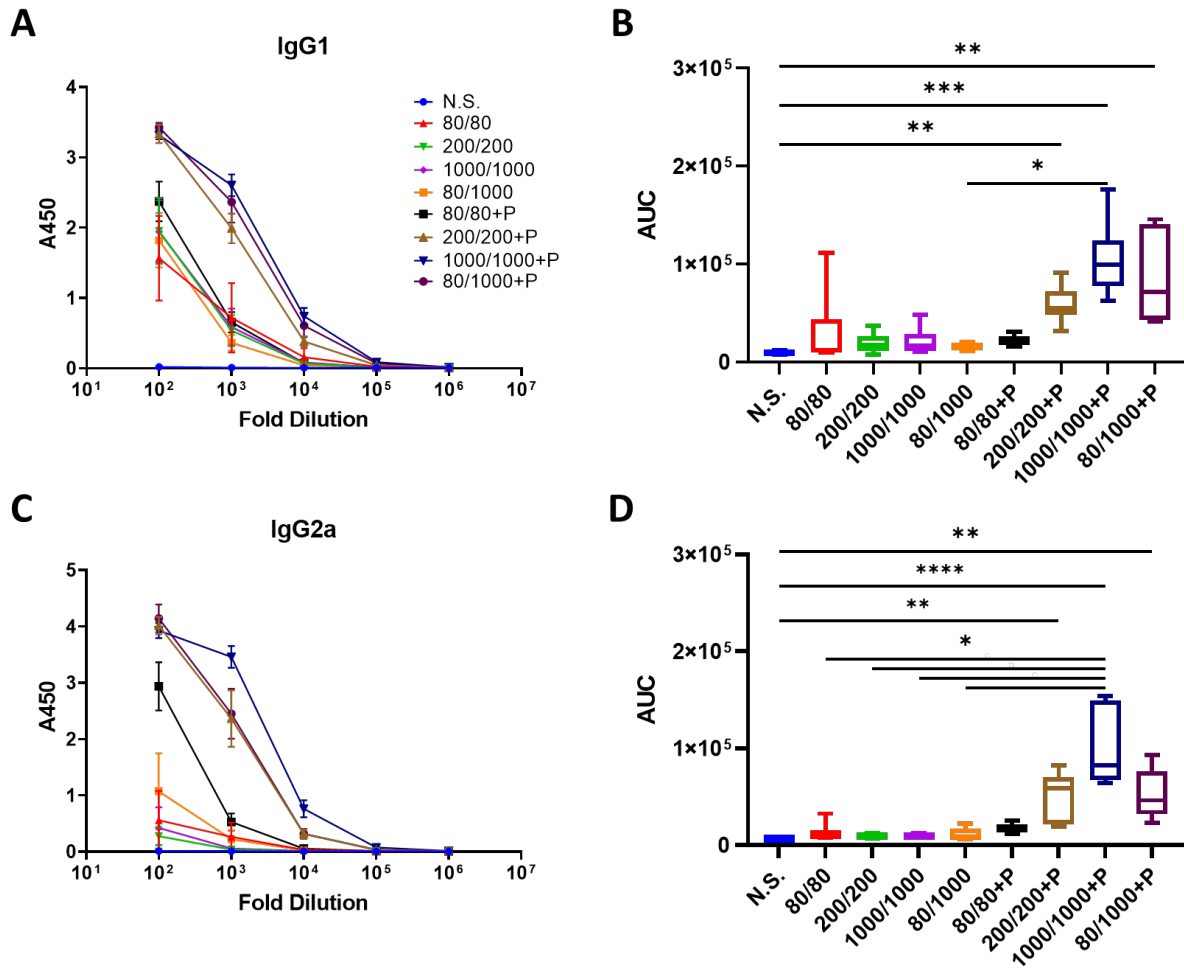 A
IgG1
A450
4
3
2
1
0
10¹ 10² 10³ 10⁴ 10⁵ 10⁶ 10⁷
Fold Dilution
N.S.
80/80
200/200
1000/1000
80/1000
80/80+P
200/200+P
1000/1000+P
80/1000+P
B
AUC
3×10⁵
2×10⁵
1×10⁵
0
**
***
**
*
N.S. 80/80 200/200 1000/1000 80/1000 80/80+P 200/200+P 1000/1000+P 80/1000+P
C
IgG2a
A450
5
4
3
2
1
0
10¹ 10² 10³ 10⁴ 10⁵ 10⁶ 10⁷
Fold Dilution
D
AUC
3×10⁵
2×10⁵
1×10⁵
0
**
****
**
*
N.S. 80/80 200/200 1000/1000 80/1000 80/80+P 200/200+P 1000/1000+P 80/1000+P